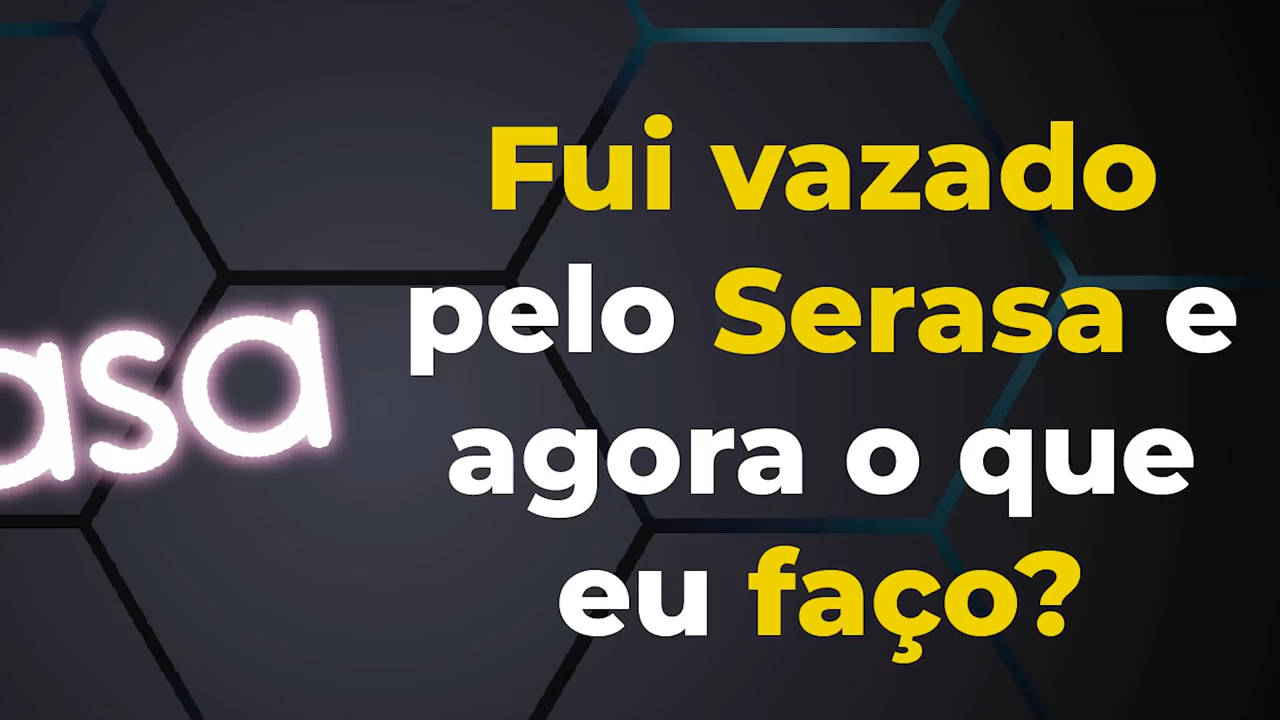 Fui vazado
pelo Serasa e
agora o que
eu faço?
asa